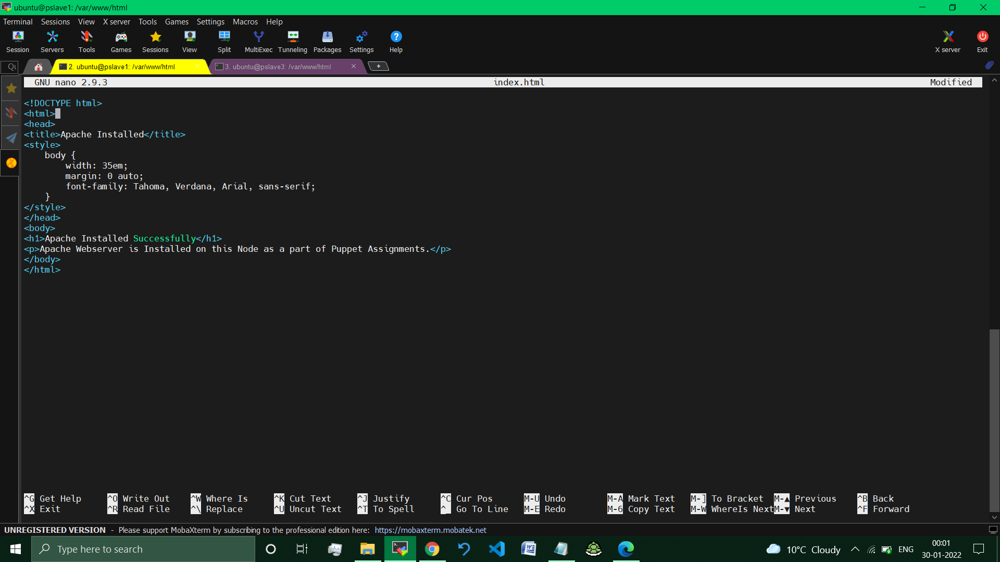 ubuntu@pslave1: /var/www/html
Terminal Sessions View X server Tools Games Settings Macros Help
Session Servers Tools Games Sessions View Split MultiExec Tunneling Packages Settings Help X server Exit
Qu 2. ubuntu@pslave1: /var/www/html 3. ubuntu@pslave3: /var/www/html
GNU nano 2.9.3 index.html Modified
<!DOCTYPE html>
<html>
<head>
<title>Apache Installed</title>
<style>
    body {
        width: 35em;
        margin: 0 auto;
        font-family: Tahoma, Verdana, Arial, sans-serif;
    }
</style>
</head>
<body>
<h1>Apache Installed Successfully</h1>
<p>Apache Webserver is Installed on this Node as a part of Puppet Assignments.</p>
</body>
</html>
^G Get Help ^O Write Out ^W Where Is ^K Cut Text ^J Justify ^C Cur Pos M-U Undo M-A Mark Text M-] To Bracket M-▲ Previous ^B Back
^X Exit ^R Read File ^\ Replace ^U Uncut Text ^T To Spell ^_ Go To Line M-E Redo M-6 Copy Text M-W WhereIs Next M-▼ Next ^F Forward
UNREGISTERED VERSION - Please support MobaXterm by subscribing to the professional edition here: https://mobaxterm.mobatek.net
Type here to search 10°C Cloudy ENG 00:01
30-01-2022